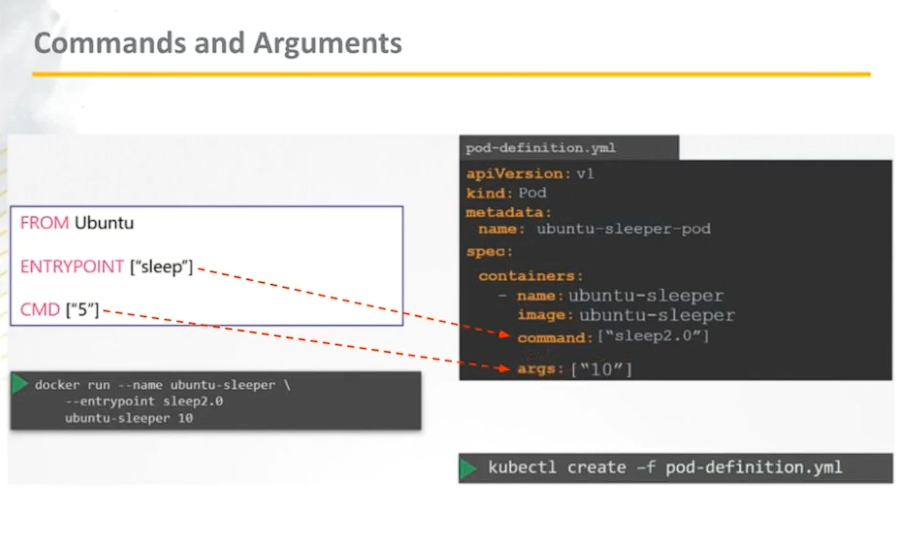 Commands and Arguments
FROM Ubuntu
ENTRYPOINT [“sleep”]
CMD [“5”]
docker run --name ubuntu-sleeper \
--entrypoint sleep2.0
ubuntu-sleeper 10
pod-definition.yml
apiVersion: v1
kind: Pod
metadata:
name: ubuntu-sleeper-pod
spec:
containers:
- name: ubuntu-sleeper
image: ubuntu-sleeper
command: [“sleep2.0”]
args: [“10”]
kubectl create –f pod-definition.yml